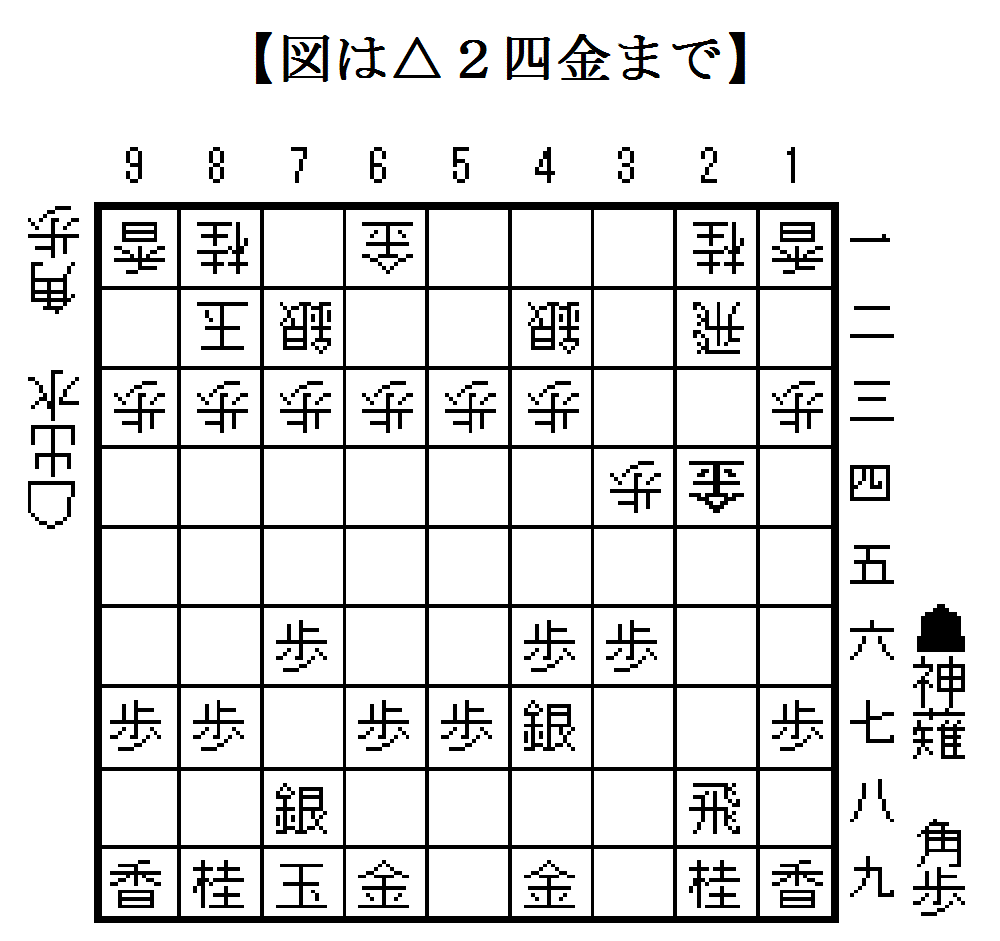 【図は△２四金まで】
9 8 7 6 5 4 3 2 1
香 桂 金 桂 香 一
玉 銀 銀 飛 二
歩 歩 歩 歩 歩 歩 歩 三
歩 金 四
五
歩 歩 歩 六
歩 歩 歩 歩 銀 歩 七
銀 飛 八
香 桂 玉 金 金 桂 香 九
☖出水 角歩
☗神薙 角歩